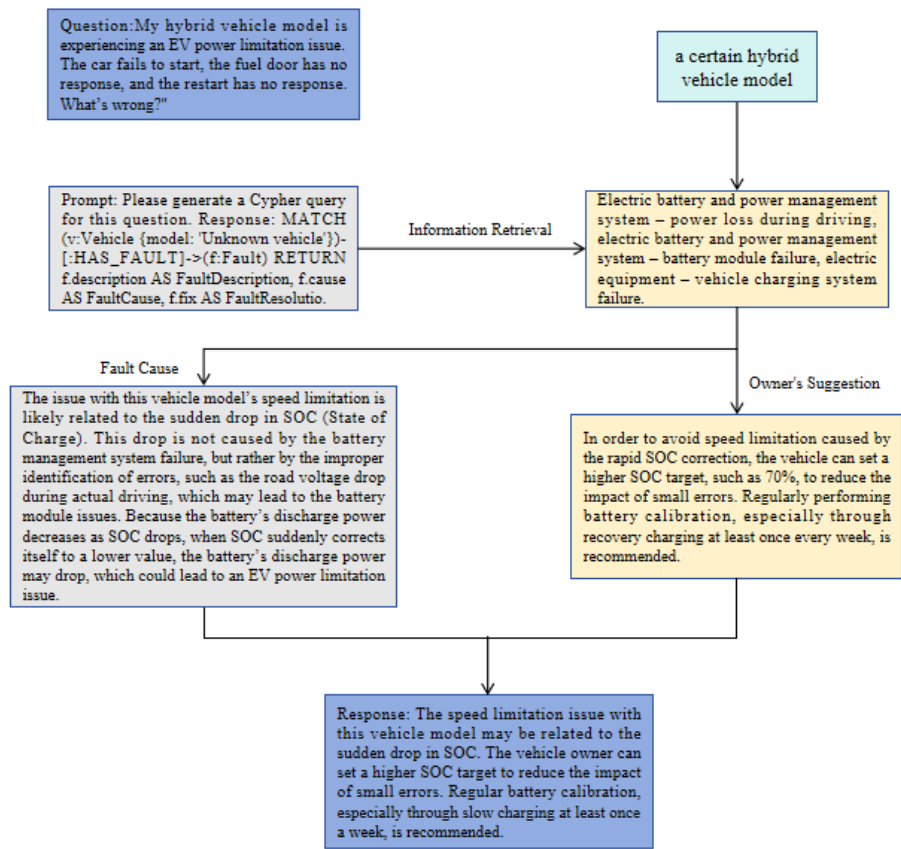 Question:My hybrid vehicle model is
experiencing an EV power limitation issue.
The car fails to start, the fuel door has no
response, and the restart has no response.
What's wrong?"
a certain hybrid
vehicle model
Prompt: Please generate a Cypher query
for this question. Response: MATCH
(v:Vehicle {model: 'Unknown vehicle'})-
[:HAS_FAULT]->(f:Fault) RETURN
f.description AS FaultDescription, f.cause
AS FaultCause, f.fix AS FaultResolutio.
Information Retrieval
Electric battery and power management
system – power loss during driving,
electric battery and power management
system – battery module failure, electric
equipment – vehicle charging system
failure.
Fault Cause
Owner's Suggestion
The issue with this vehicle model's speed limitation is
likely related to the sudden drop in SOC (State of
Charge). This drop is not caused by the battery
management system failure, but rather by the improper
identification of errors, such as the road voltage drop
during actual driving, which may lead to the battery
module issues. Because the battery's discharge power
decreases as SOC drops, when SOC suddenly corrects
itself to a lower value, the battery's discharge power
may drop, which could lead to an EV power limitation
issue.
In order to avoid speed limitation caused by
the rapid SOC correction, the vehicle can set a
higher SOC target, such as 70%, to reduce the
impact of small errors. Regularly performing
battery calibration, especially through
recovery charging at least once every week, is
recommended.
Response: The speed limitation issue with
this vehicle model may be related to the
sudden drop in SOC. The vehicle owner can
set a higher SOC target to reduce the impact
of small errors. Regular battery calibration,
especially through slow charging at least once
a week, is recommended.